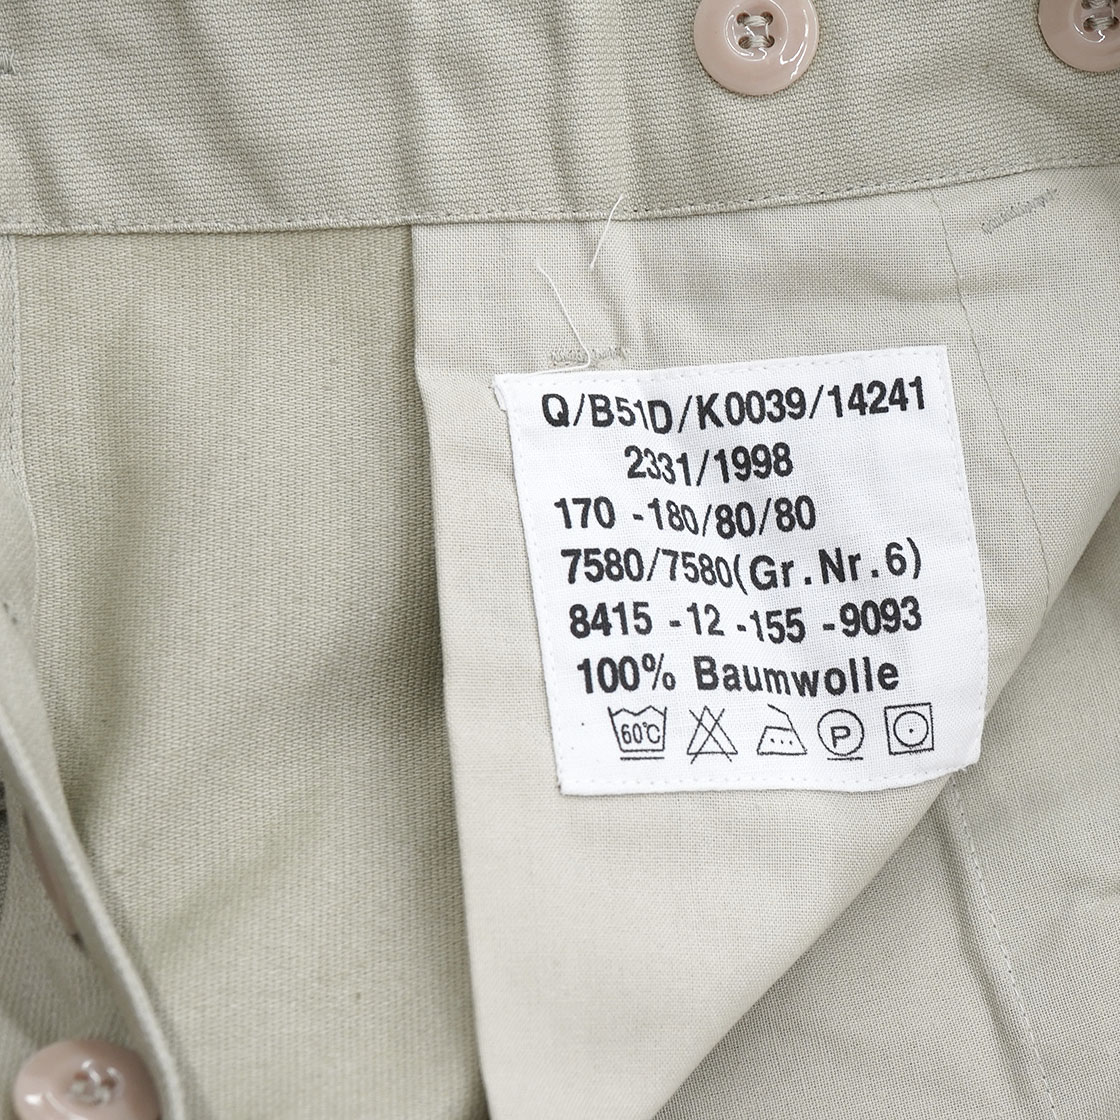 Q/B51D/K0039/14241
2331/1998
170 -180/80/80
7580/7580(Gr.Nr.6)
8415 -12 -155 -9093
100% Baumwolle
60°C P